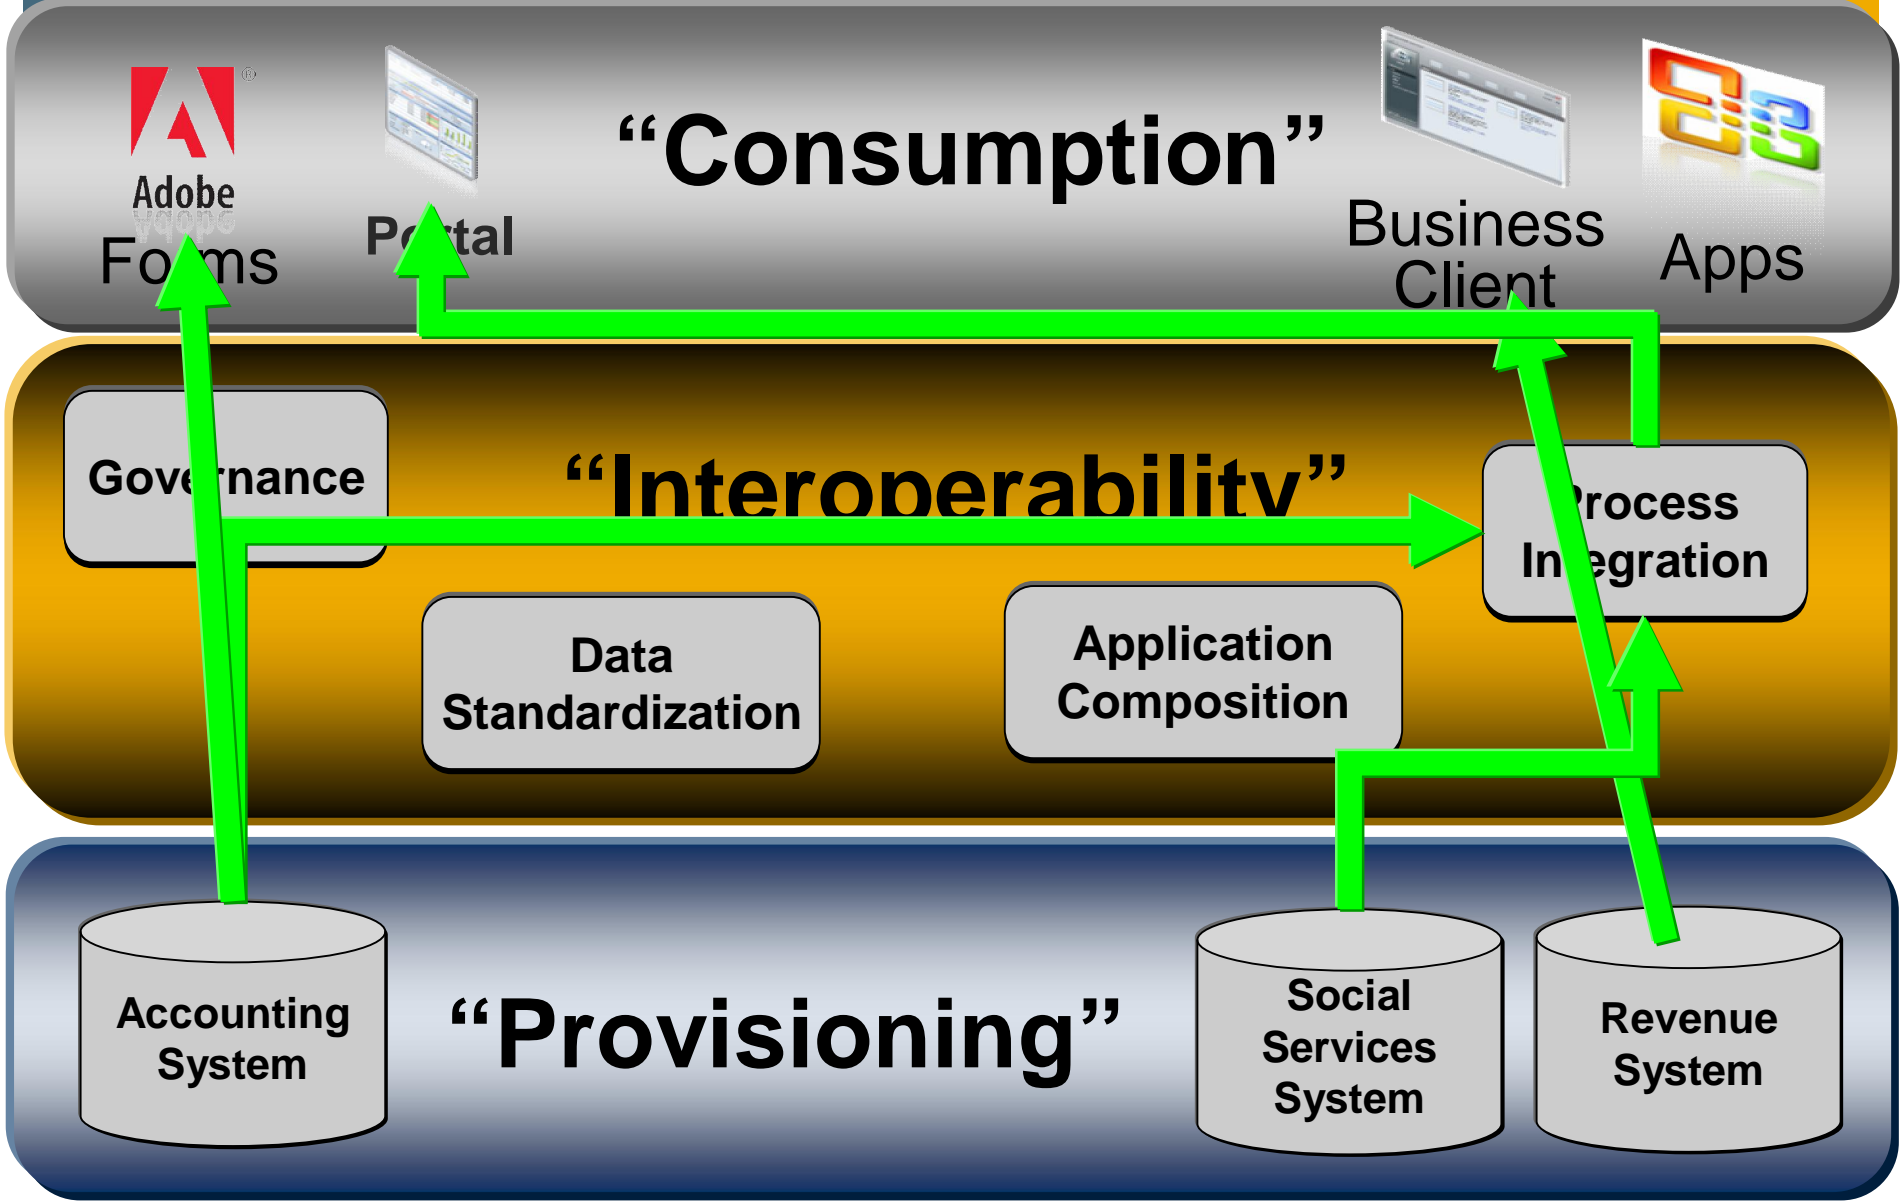 ®
Adobe
Forms
Portal
“Consumption”
Business
Client
Apps
Governance
“Interoperability”
Process
Integration
Data
Standardization
Application
Composition
Accounting
System
“Provisioning”
Social
Services
System
Revenue
System